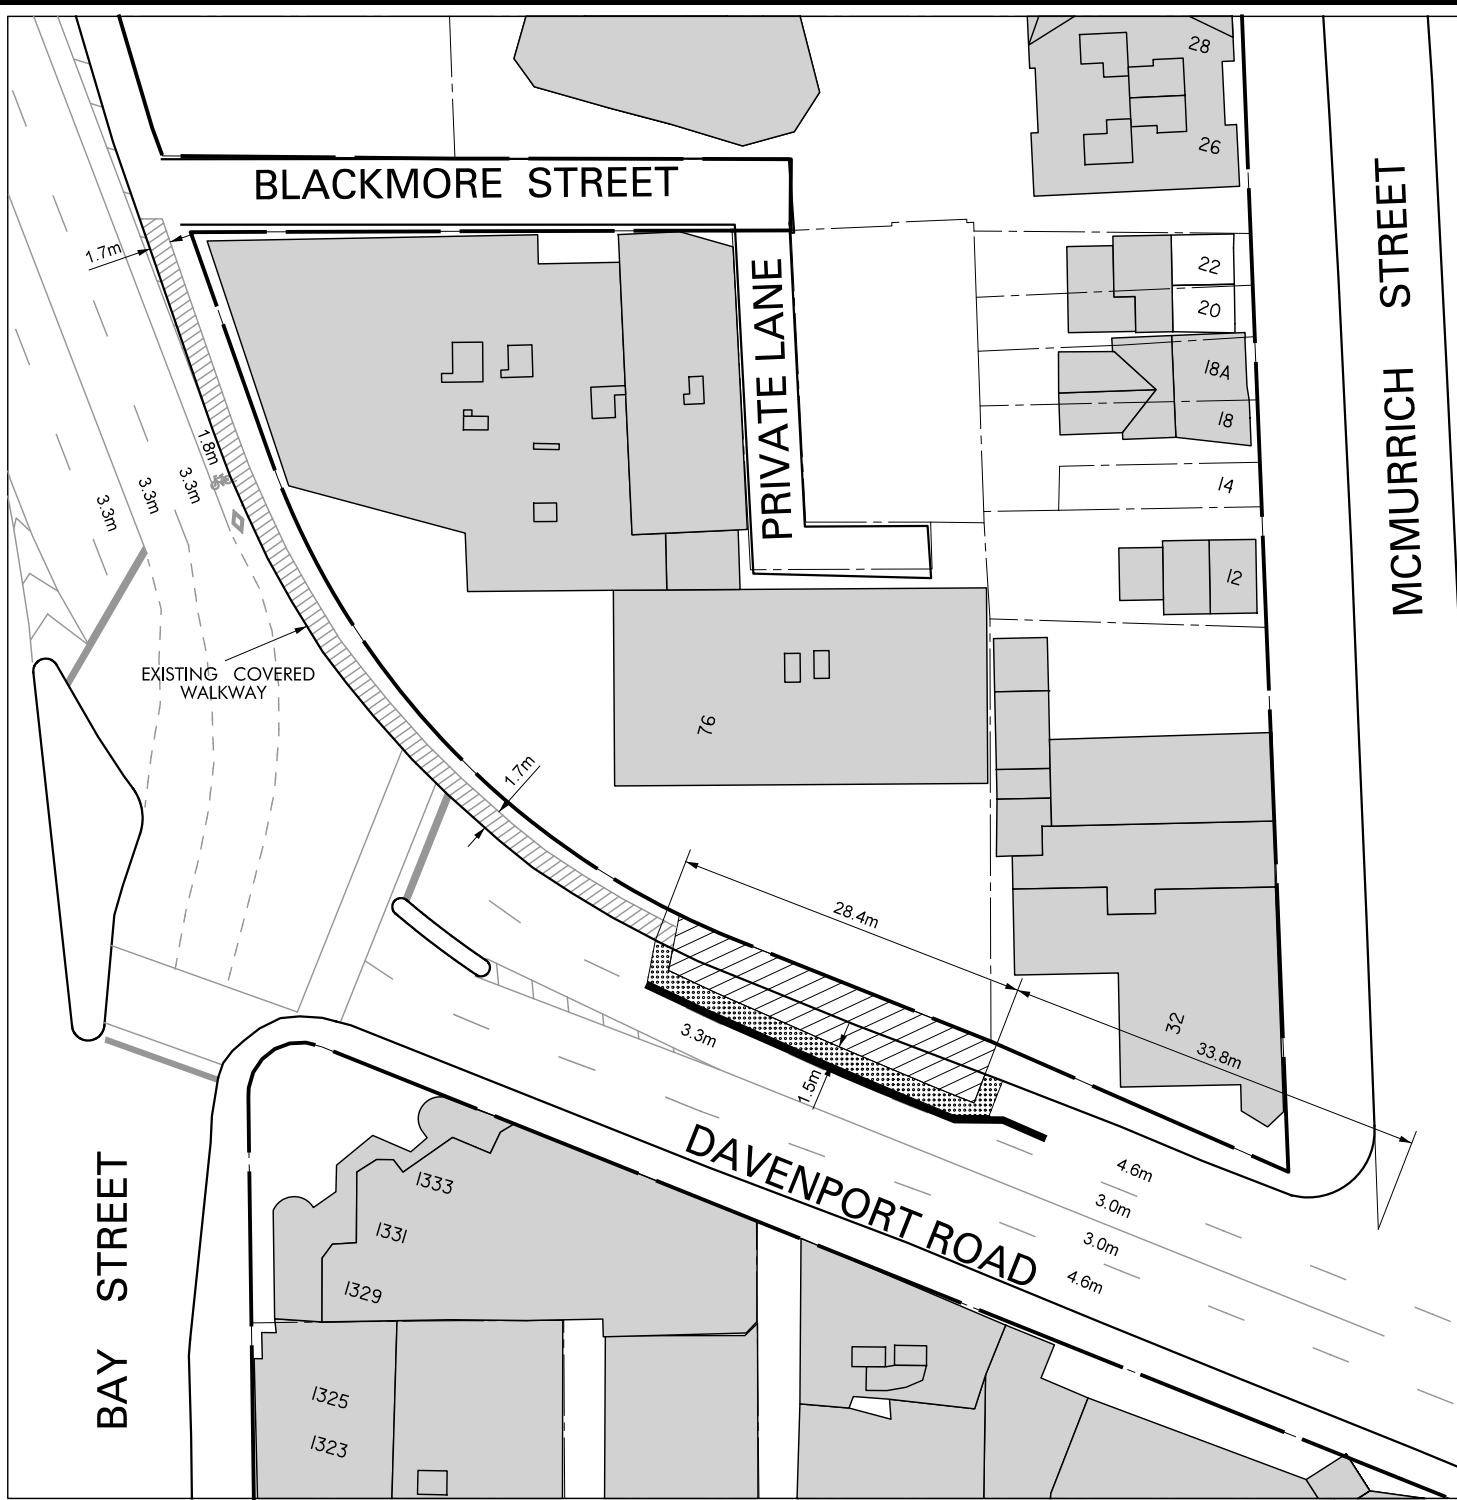 28
26
BLACKMORE STREET
MCMURRICH STREET
1.7m
22
20
PRIVATE LANE
18A
18
14
12
1.8m
3.3m
3.3m
3.3m
EXISTING COVERED
WALKWAY
76
1.7m
28.4m
32
33.8m
3.3m
1.5m
DAVENPORT ROAD
4.6m
3.0m
3.0m
4.6m
BAY STREET
1333
1331
1329
1325
1323